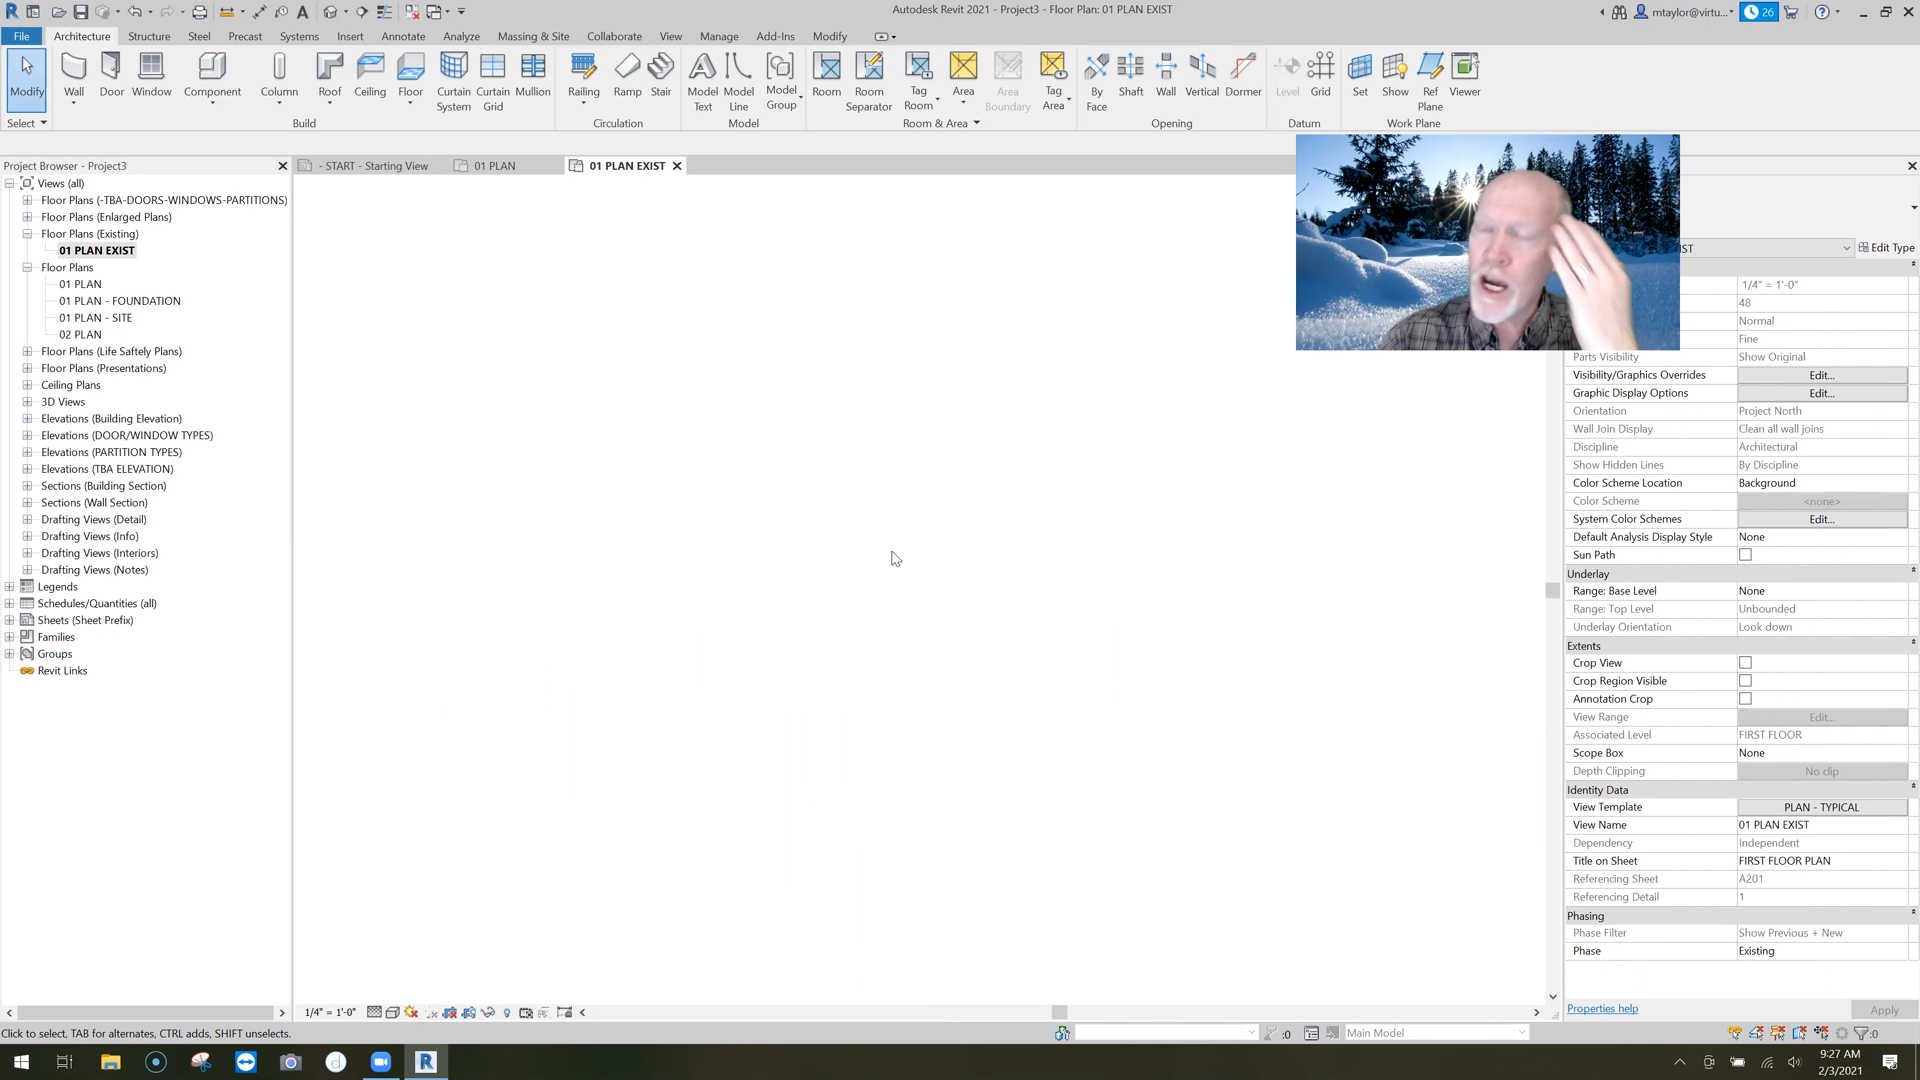 Autodesk Revit 2021 - Project3 - Floor Plan: 01 PLAN EXIST
mtaylor@virtu...
26
File Architecture Structure Steel Precast Systems Insert Annotate Analyze Massing & Site Collaborate View Manage Add-Ins Modify
Modify Wall Door Window Component Column Roof Ceiling Floor Curtain System Curtain Grid Mullion Railing Ramp Stair Model Text Model Line Model Group Room Room Separator Tag Room Area Area Boundary Tag Area By Face Shaft Wall Vertical Dormer Level Grid Set Show Ref Plane Viewer
Select Build Circulation Model Room & Area Opening Datum Work Plane
Project Browser - Project3
- START - Starting View 01 PLAN 01 PLAN EXIST
Views (all)
Floor Plans (-TBA-DOORS-WINDOWS-PARTITIONS)
Floor Plans (Enlarged Plans)
Floor Plans (Existing)
01 PLAN EXIST
Floor Plans
01 PLAN
01 PLAN - FOUNDATION
01 PLAN - SITE
02 PLAN
Floor Plans (Life Saftely Plans)
Floor Plans (Presentations)
Ceiling Plans
3D Views
Elevations (Building Elevation)
Elevations (DOOR/WINDOW TYPES)
Elevations (PARTITION TYPES)
Elevations (TBA ELEVATION)
Sections (Building Section)
Sections (Wall Section)
Drafting Views (Detail)
Drafting Views (Info)
Drafting Views (Interiors)
Drafting Views (Notes)
Legends
Schedules/Quantities (all)
Sheets (Sheet Prefix)
Families
Groups
Revit Links
IST Edit Type
1/4" = 1'-0"
48
Normal
Fine
Parts Visibility Show Original
Visibility/Graphics Overrides Edit...
Graphic Display Options Edit...
Orientation Project North
Wall Join Display Clean all wall joins
Discipline Architectural
Show Hidden Lines By Discipline
Color Scheme Location Background
Color Scheme <none>
System Color Schemes Edit...
Default Analysis Display Style None
Sun Path
Underlay
Range: Base Level None
Range: Top Level Unbounded
Underlay Orientation Look down
Extents
Crop View
Crop Region Visible
Annotation Crop
View Range Edit...
Associated Level FIRST FLOOR
Scope Box None
Depth Clipping No clip
Identity Data
View Template PLAN - TYPICAL
View Name 01 PLAN EXIST
Dependency Independent
Title on Sheet FIRST FLOOR PLAN
Referencing Sheet A201
Referencing Detail 1
Phasing
Phase Filter Show Previous + New
Phase Existing
Properties help Apply
1/4" = 1'-0"
Click to select, TAB for alternates, CTRL adds, SHIFT unselects.
:0 Main Model :0
9:27 AM
2/3/2021